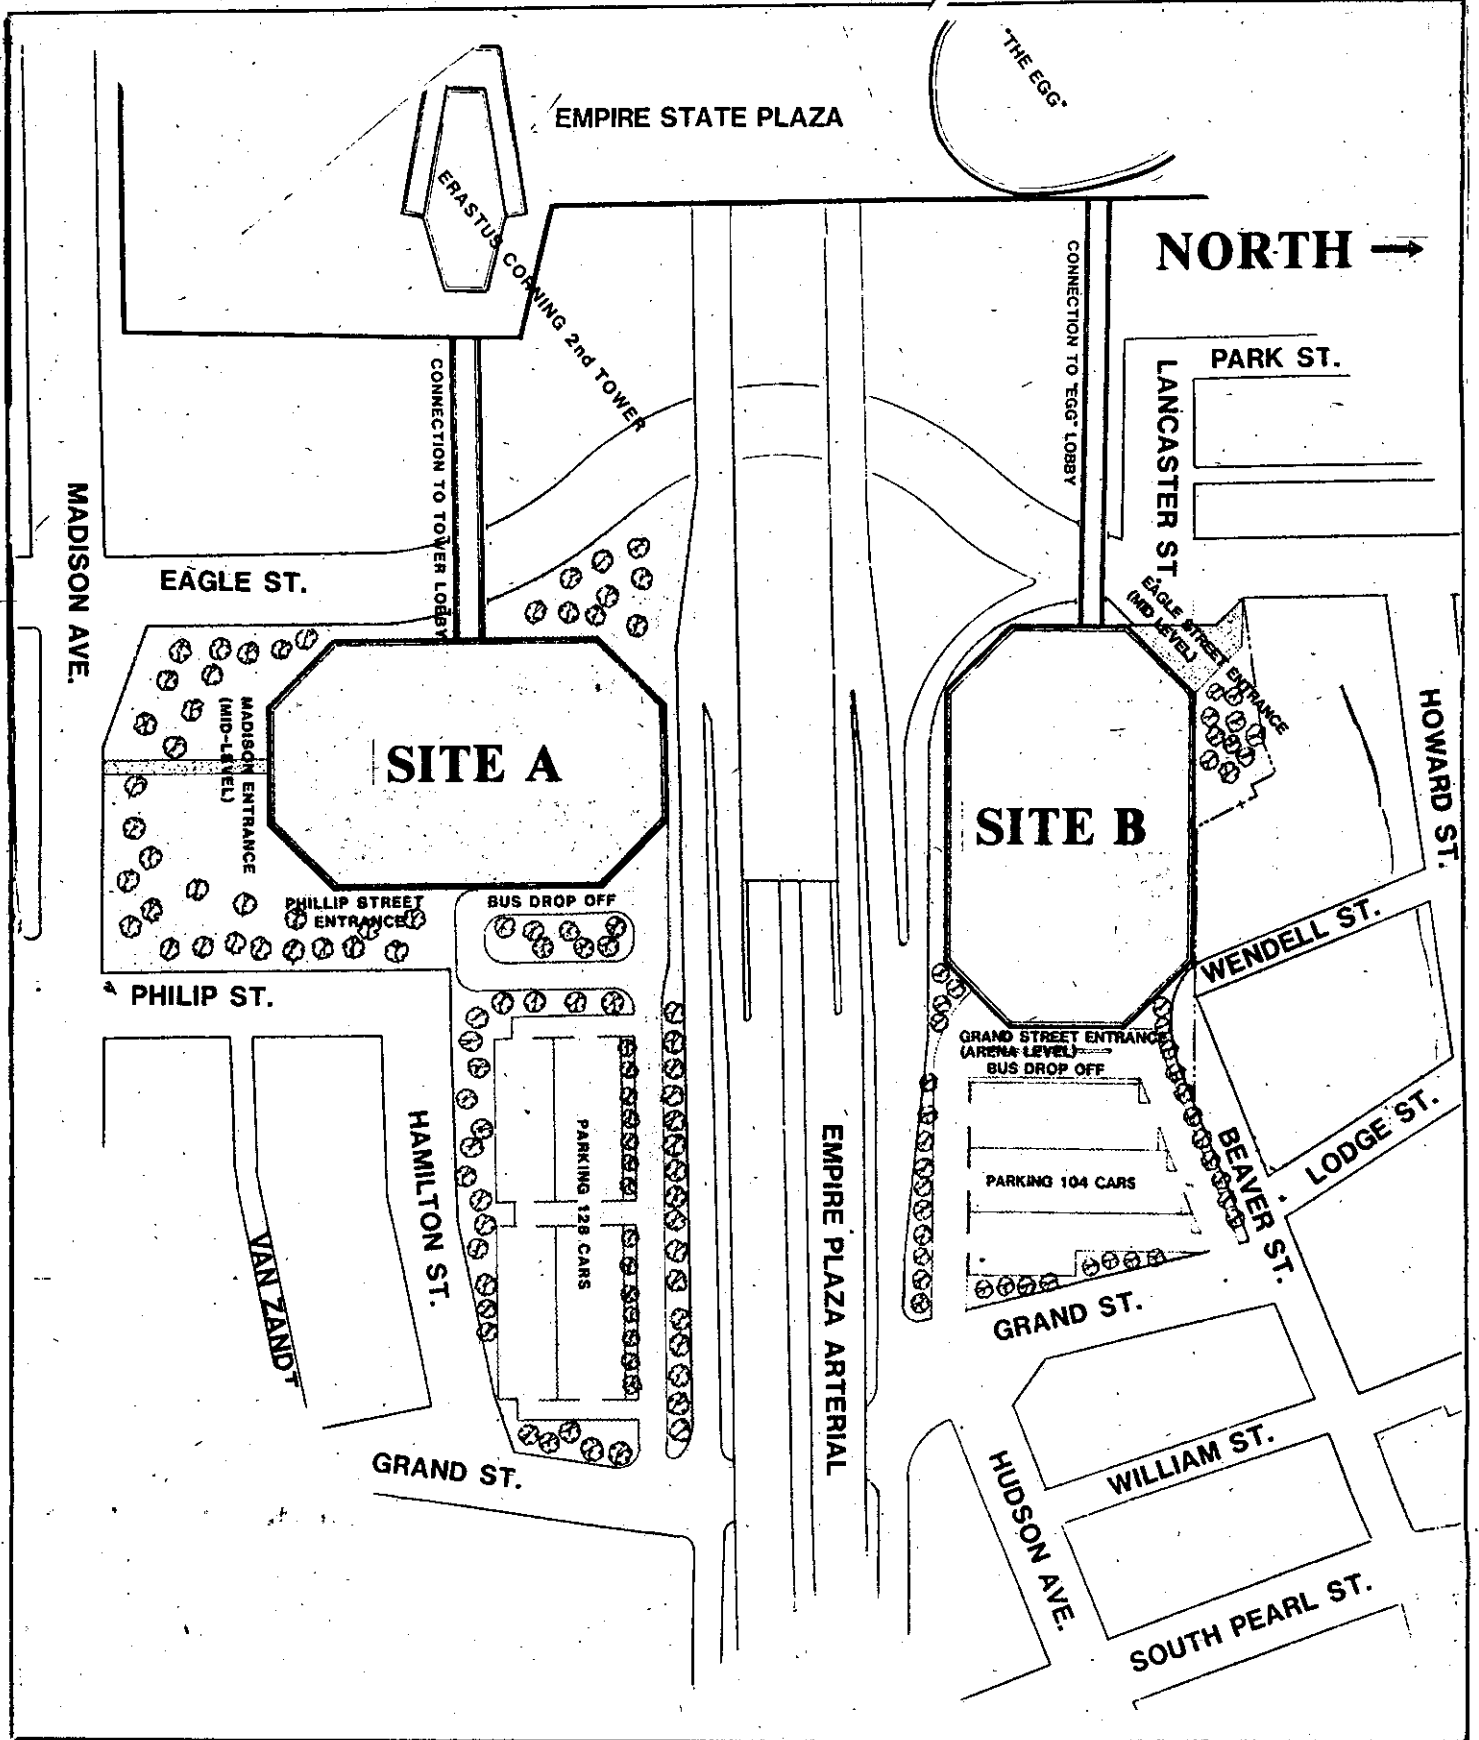 "THE EGG"
EMPIRE STATE PLAZA
ERASTUS CORNING 2nd TOWER
NORTH
CONNECTION TO "EGG" LOBBY
PARK ST.
LANCASTER ST.
CONNECTION TO TOWER LOBBY
MADISON AVE.
EAGLE ST.
EAGLE STREET ENTRANCE
(MID LEVEL)
HOWARD ST.
MADISON ENTRANCE
(MID-LEVEL)
SITE A
SITE B
PHILLIP STREET
ENTRANCE
BUS DROP OFF
WENDELL ST.
PHILIP ST.
GRAND STREET ENTRANCE
(ARENA LEVEL)
BUS DROP OFF
HAMILTON ST.
PARKING 128 CARS
EMPIRE PLAZA ARTERIAL
PARKING 104 CARS
BEAVER ST.
LODGE ST.
VAN ZANDT
GRAND ST.
GRAND ST.
HUDSON AVE.
WILLIAM ST.
SOUTH PEARL ST.